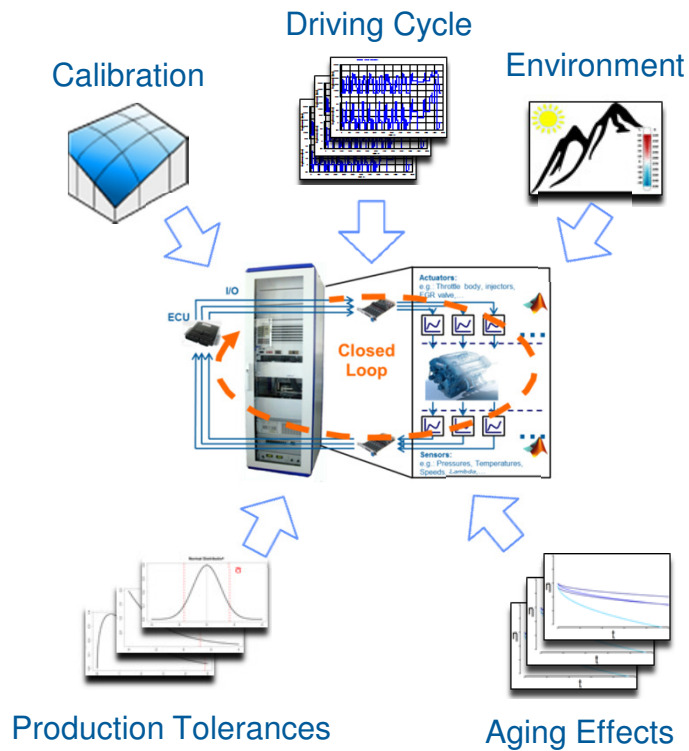 Driving Cycle
Calibration
Environment
Actuators:
e.g.: Throttle body, injectors,
EGR valve,...
I/O
ECU
Closed
Loop
Sensors:
e.g.: Pressures, Temperatures,
Speeds, Lambda,...
Normal Distribution
Production Tolerances
Aging Effects